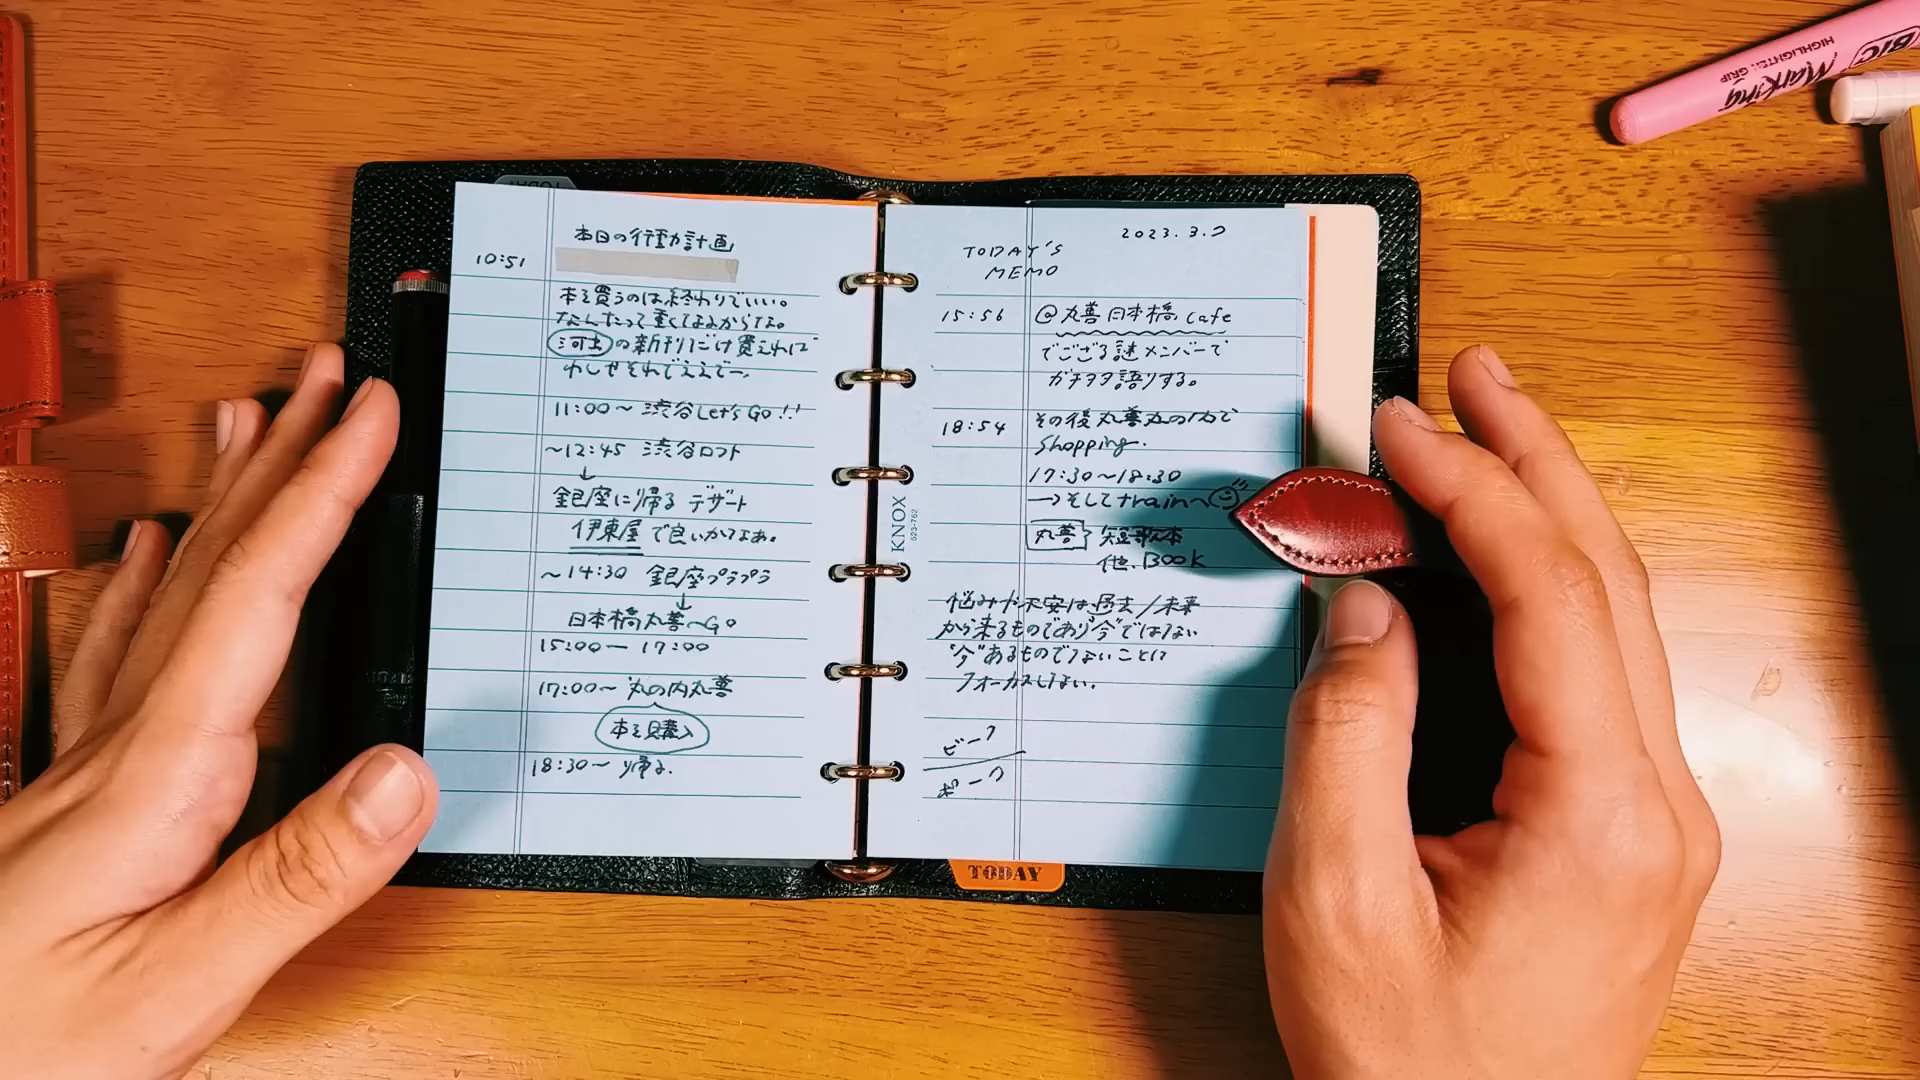 本日の行動計画
10:51
本を買うのは終わりでいい。
なんたって重くてよみからな。
河出の新刊だけ買えれば
わしゃそれでええでー。
11:00〜 渋谷Let's Go!!
〜12:45 渋谷ロフト
↓
銀座に帰る デザート
伊東屋で良いかなあ。
〜14:30 銀座プラプラ
↓
日本橋丸善へGo
15:00ー17:00
17:00〜 丸の内丸善
本を購入
18:30〜 帰る.
2023.3.
TODAY'S
MEMO
15:56 @丸善日本橋 cafe
でござる謎メンバーで
ガチヲタ語りする。
18:54 その後丸善丸の内で
Shopping.
17:30〜18:30
→そしてtrainへ
丸善 短歌本
他.BOOK
悩みや不安は過去/未来
から来るものであり"今"ではない
"今"あるものでないことに
フォーカスしない.
ビーフ
ポーク
KNOX
523-762
TODAY
TODAY
BIC
Marking
HIGHLIGHTER GRIP